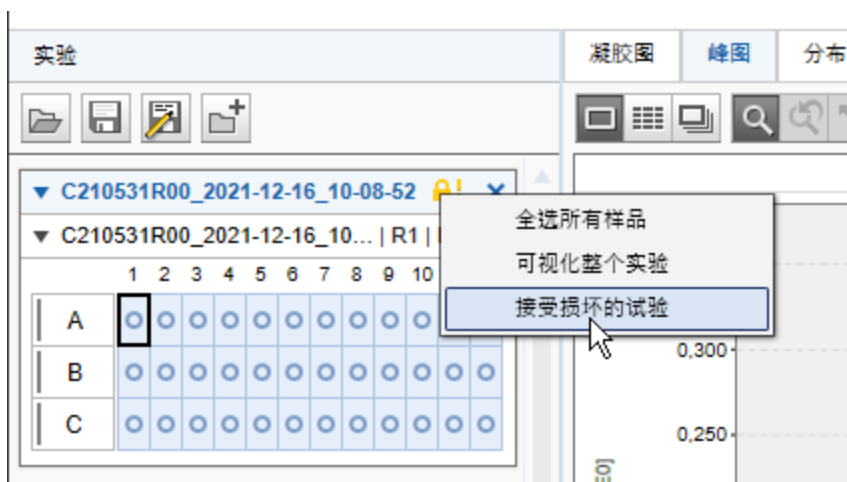 实验
凝胶图 峰图 分布
C210531R00_2021-12-16_10-08-52
C210531R00_2021-12-16_10... | R1 |
1 2 3 4 5 6 7 8 9 10
A
B
C
全选所有样品
可视化整个实验
接受损坏的试验
0,300
0,250